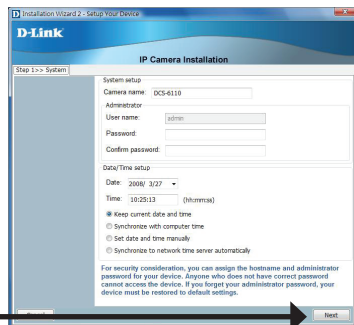 Installation Wizard 2 - Setup Your Device
D-Link
IP Camera Installation
Step 1>> System
System setup
Camera name: DCS-6110
Administrator
User name: admin
Password:
Confirm password:
Date/Time setup
Date: 2008/ 3/27
Time: 10:25:13 (hh:mm:ss)
Keep current date and time
Synchronize with computer time
Set date and time manually
Synchronize to network time server automatically
For security consideration, you can assign the hostname and administrator
password for your device. Anyone who does not have correct password
cannot access the device. If you forget your administrator password, your
device must be restored to default settings.
Next